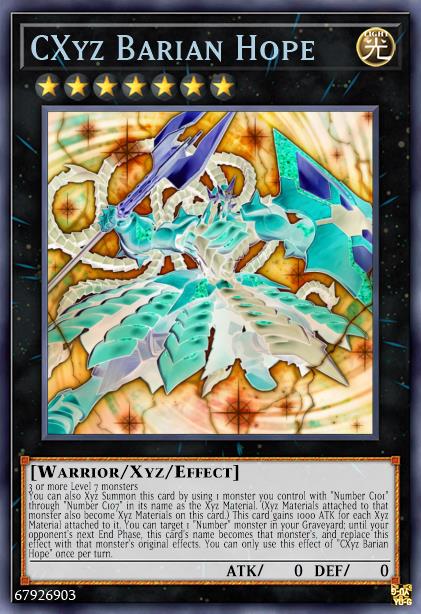 CXyz Barian Hope
LIGHT
光
[Warrior/Xyz/Effect]
3 or more Level 7 monsters
You can also Xyz Summon this card by using 1 monster you control with "Number C101"
through "Number C107" in its name as the Xyz Material. (Xyz Materials attached to that
monster also become Xyz Materials on this card.) This card gains 1000 ATK for each Xyz
Material attached to it. You can target 1 "Number" monster in your Graveyard; until your
opponent's next End Phase, this card's name becomes that monster's, and replace this
effect with that monster's original effects. You can only use this effect of "CXyz Barian
Hope" once per turn.
ATK/ 0 DEF/ 0
67926903